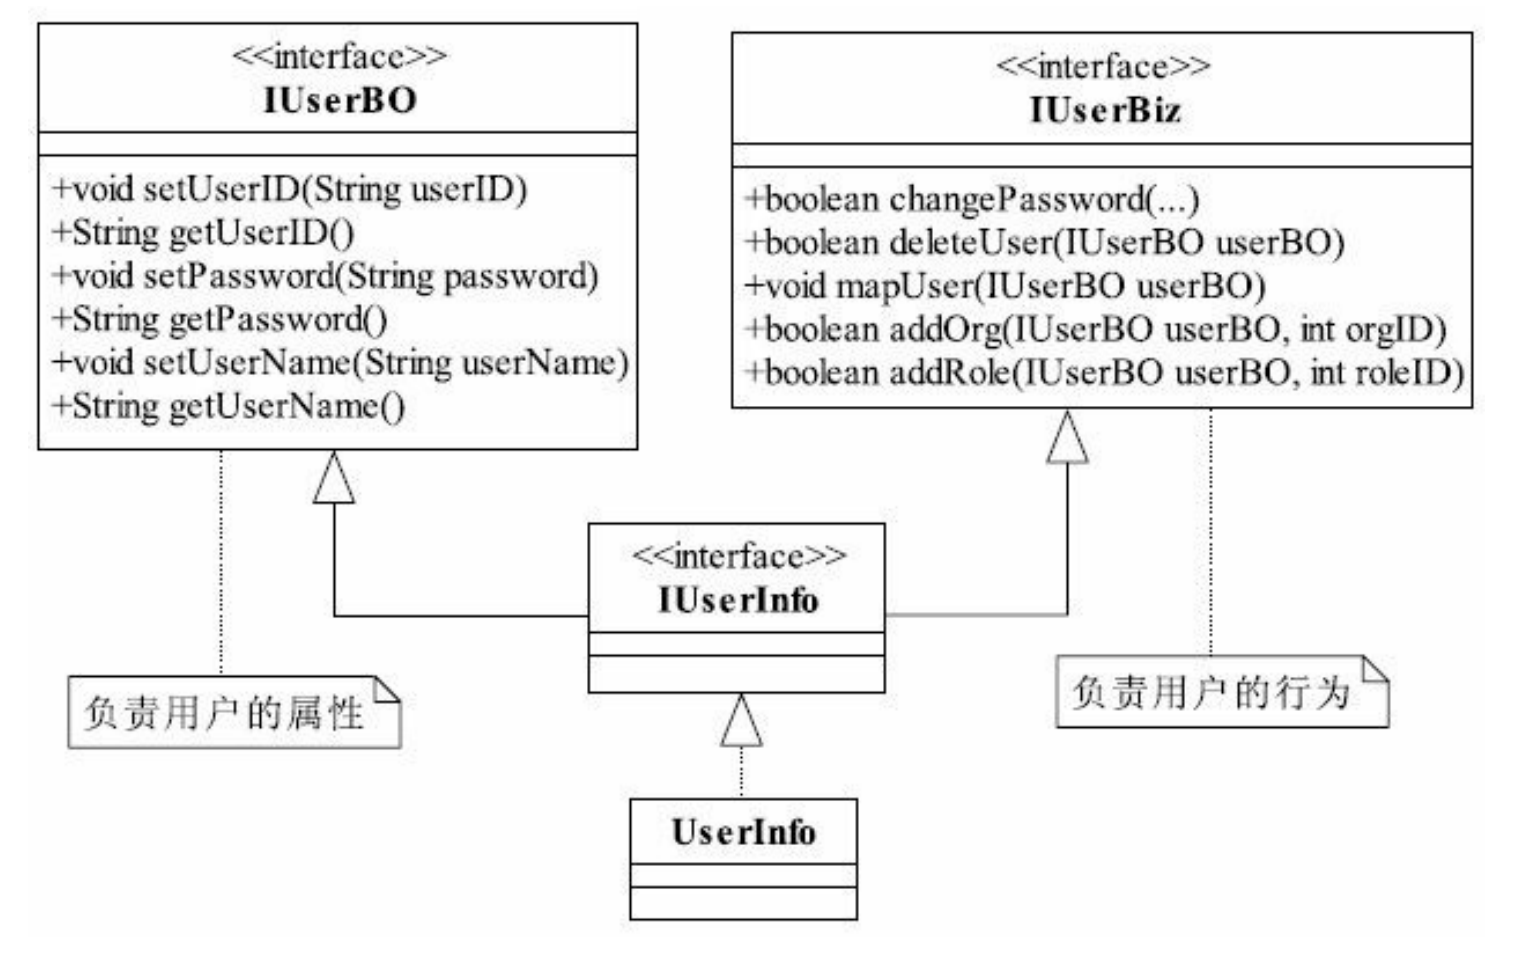 <<interface>>
IUserBO
+void setUserID(String userID)
+String getUserID()
+void setPassword(String password)
+String getPassword()
+void setUserName(String userName)
+String getUserName()
<<interface>>
IUserBiz
+boolean changePassword(...)
+boolean deleteUser(IUserBO userBO)
+void mapUser(IUserBO userBO)
+boolean addOrg(IUserBO userBO, int orgID)
+boolean addRole(IUserBO userBO, int roleID)
<<interface>>
IUserInfo
负责用户的属性
负责用户的行为
UserInfo